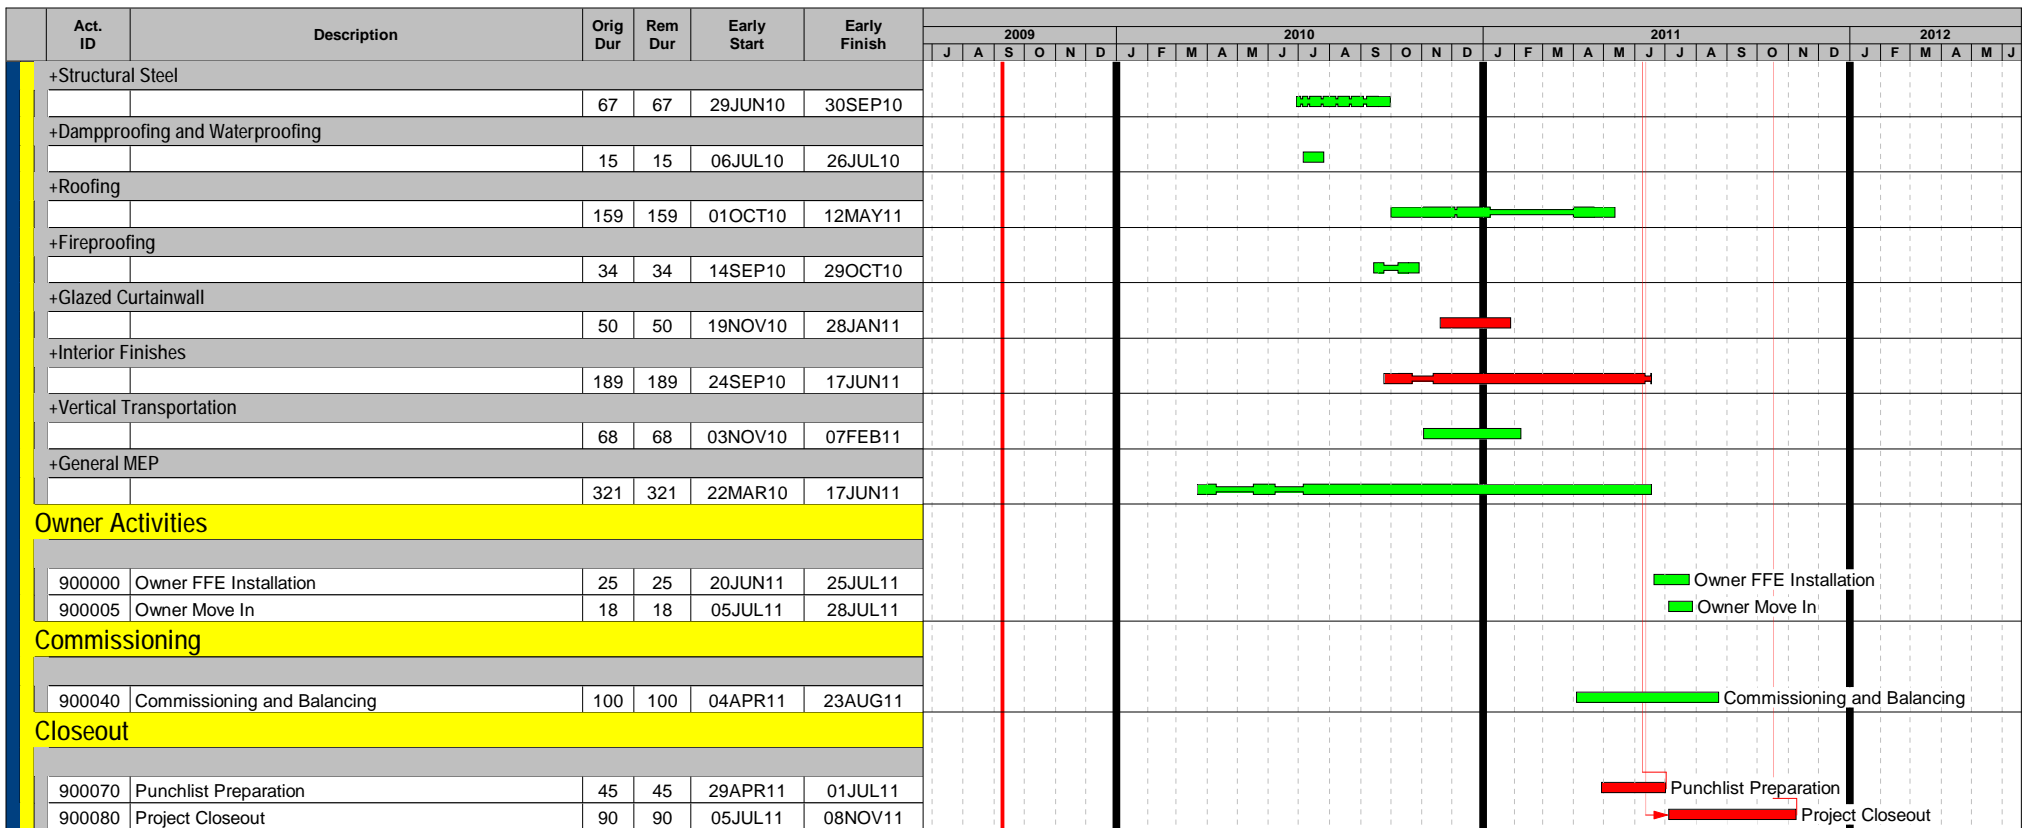 Act. ID Description Orig Dur Rem Dur Early Start Early Finish
2009 2010 2011 2012
J A S O N D J F M A M J J A S O N D J F M A M J J A S O N D J F M A M J
+Structural Steel
67 67 29JUN10 30SEP10
+Dampproofing and Waterproofing
15 15 06JUL10 26JUL10
+Roofing
159 159 01OCT10 12MAY11
+Fireproofing
34 34 14SEP10 29OCT10
+Glazed Curtainwall
50 50 19NOV10 28JAN11
+Interior Finishes
189 189 24SEP10 17JUN11
+Vertical Transportation
68 68 03NOV10 07FEB11
+General MEP
321 321 22MAR10 17JUN11
Owner Activities
900000 Owner FFE Installation 25 25 20JUN11 25JUL11 Owner FFE Installation
900005 Owner Move In 18 18 05JUL11 28JUL11 Owner Move In
Commissioning
900040 Commissioning and Balancing 100 100 04APR11 23AUG11 Commissioning and Balancing
Closeout
900070 Punchlist Preparation 45 45 29APR11 01JUL11 Punchlist Preparation
900080 Project Closeout 90 90 05JUL11 08NOV11 Project Closeout